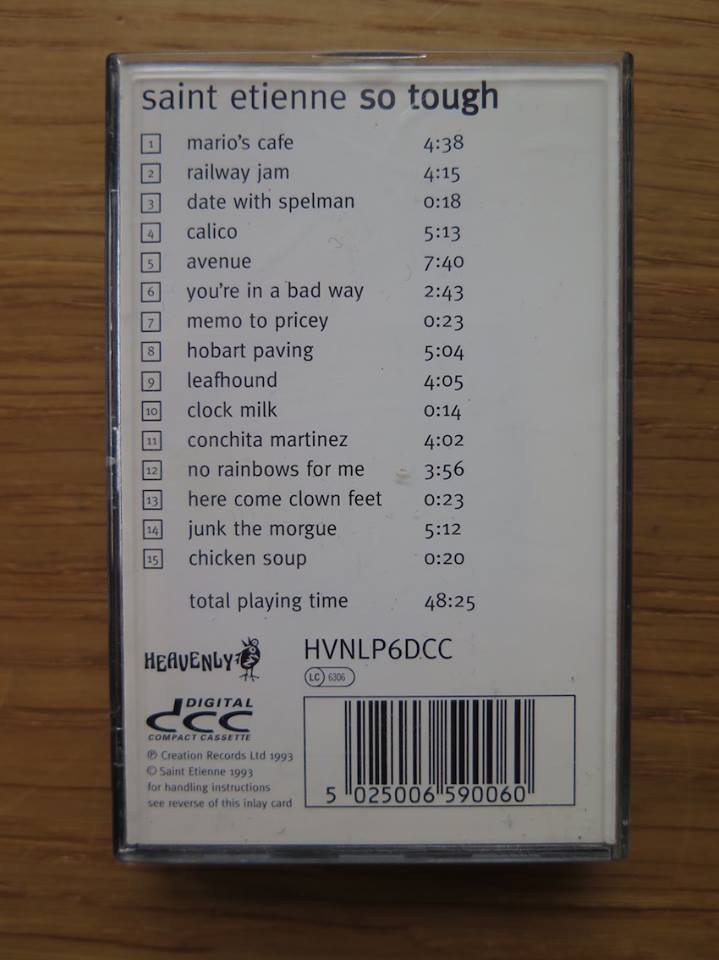 saint etienne so tough
1 mario's cafe 4:38
2 railway jam 4:15
3 date with spelman 0:18
4 calico 5:13
5 avenue 7:40
6 you're in a bad way 2:43
7 memo to pricey 0:23
8 hobart paving 5:04
9 leafhound 4:05
10 clock milk 0:14
11 conchita martinez 4:02
12 no rainbows for me 3:56
13 here come clown feet 0:23
14 junk the morgue 5:12
15 chicken soup 0:20
total playing time 48:25
HEAVENLY
HVNLP6DCC
LC 6306
DIGITAL
dcc
COMPACT CASSETTE
℗ Creation Records Ltd 1993
© Saint Etienne 1993
for handling instructions
see reverse of this inlay card
5 025006 590060